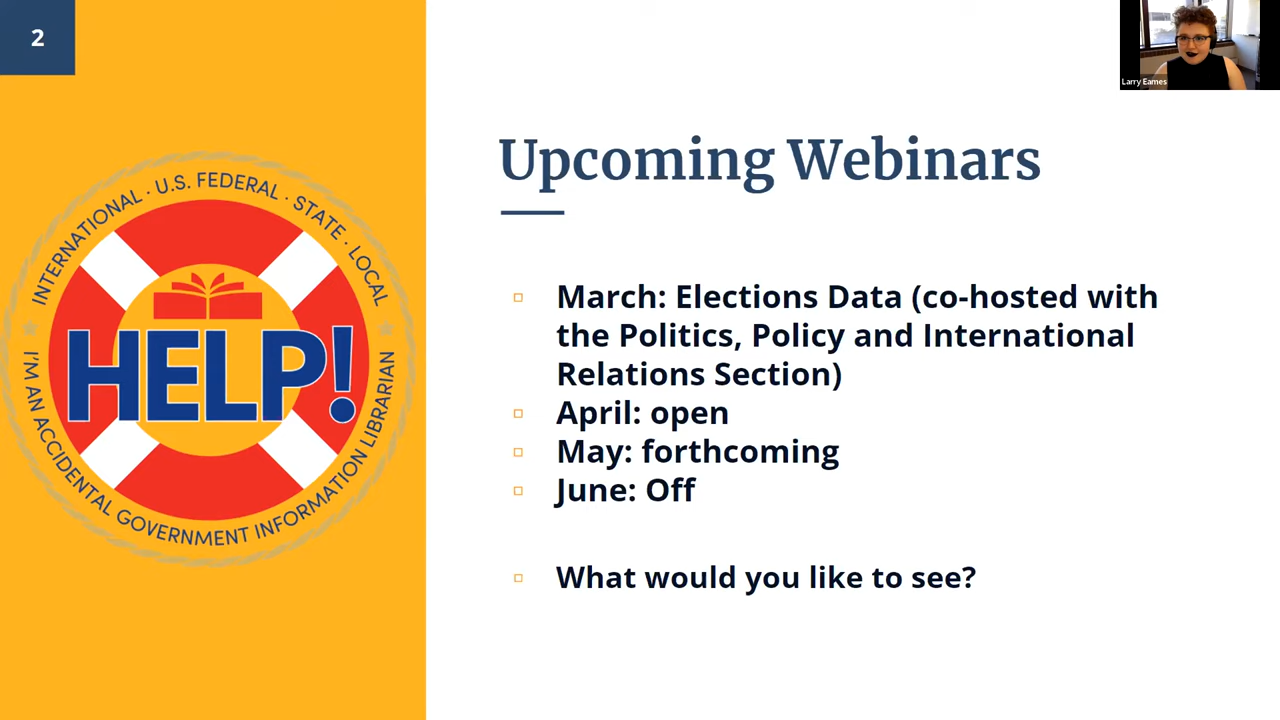 2
Larry Eames
Upcoming Webinars
INTERNATIONAL · U.S. FEDERAL · STATE · LOCAL
HELP!
I'M AN ACCIDENTAL GOVERNMENT INFORMATION LIBRARIAN
March: Elections Data (co-hosted with
the Politics, Policy and International
Relations Section)
April: open
May: forthcoming
June: Off
What would you like to see?